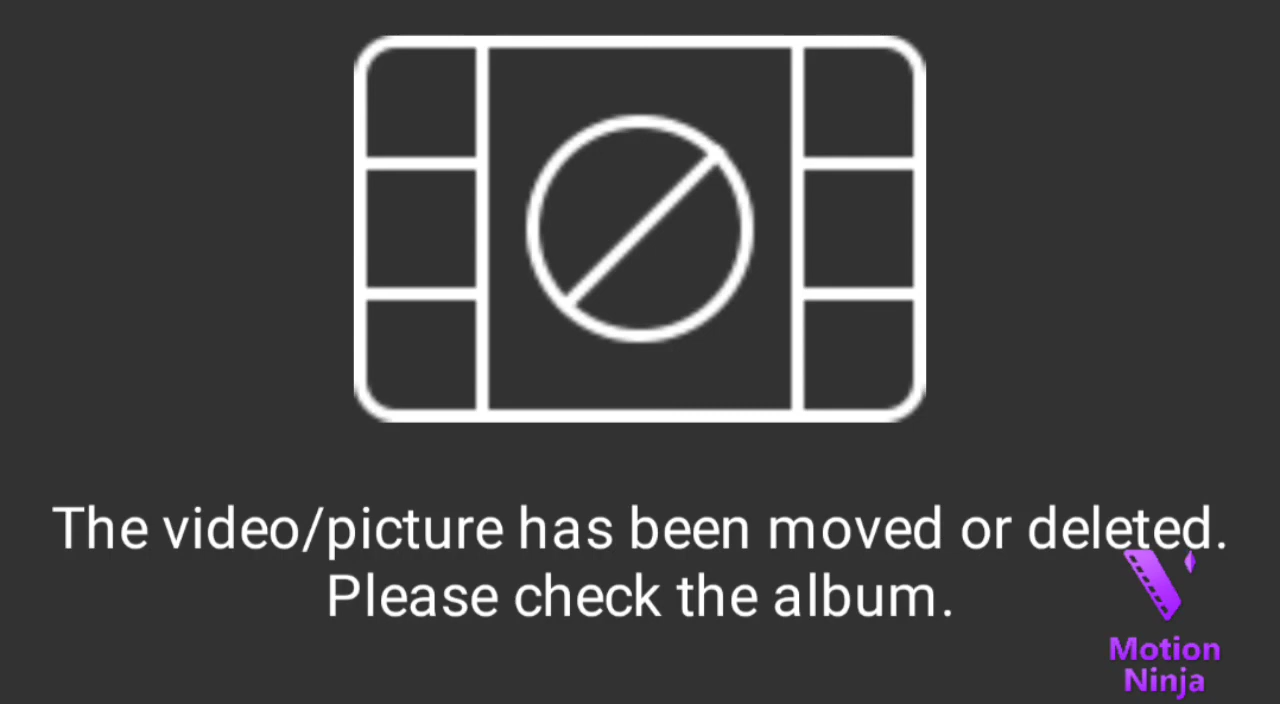 The video/picture has been moved or deleted.
Please check the album.
Motion
Ninja